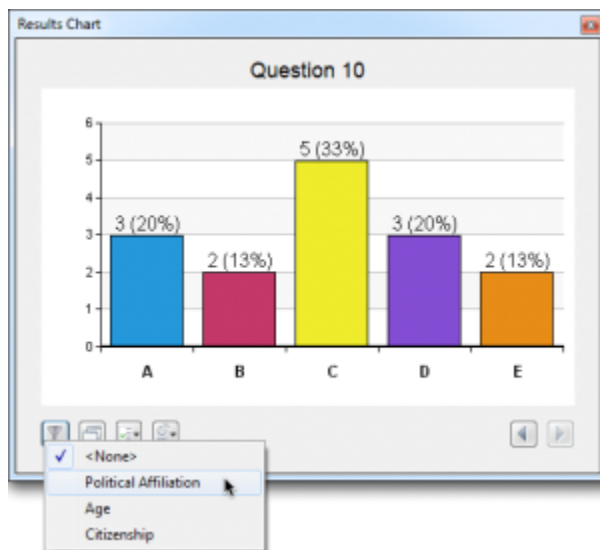 Results Chart
Question 10
6
5
4
3
2
1
0
3 (20%)
2 (13%)
5 (33%)
3 (20%)
2 (13%)
A B C D E
<None>
Political Affiliation
Age
Citizenship